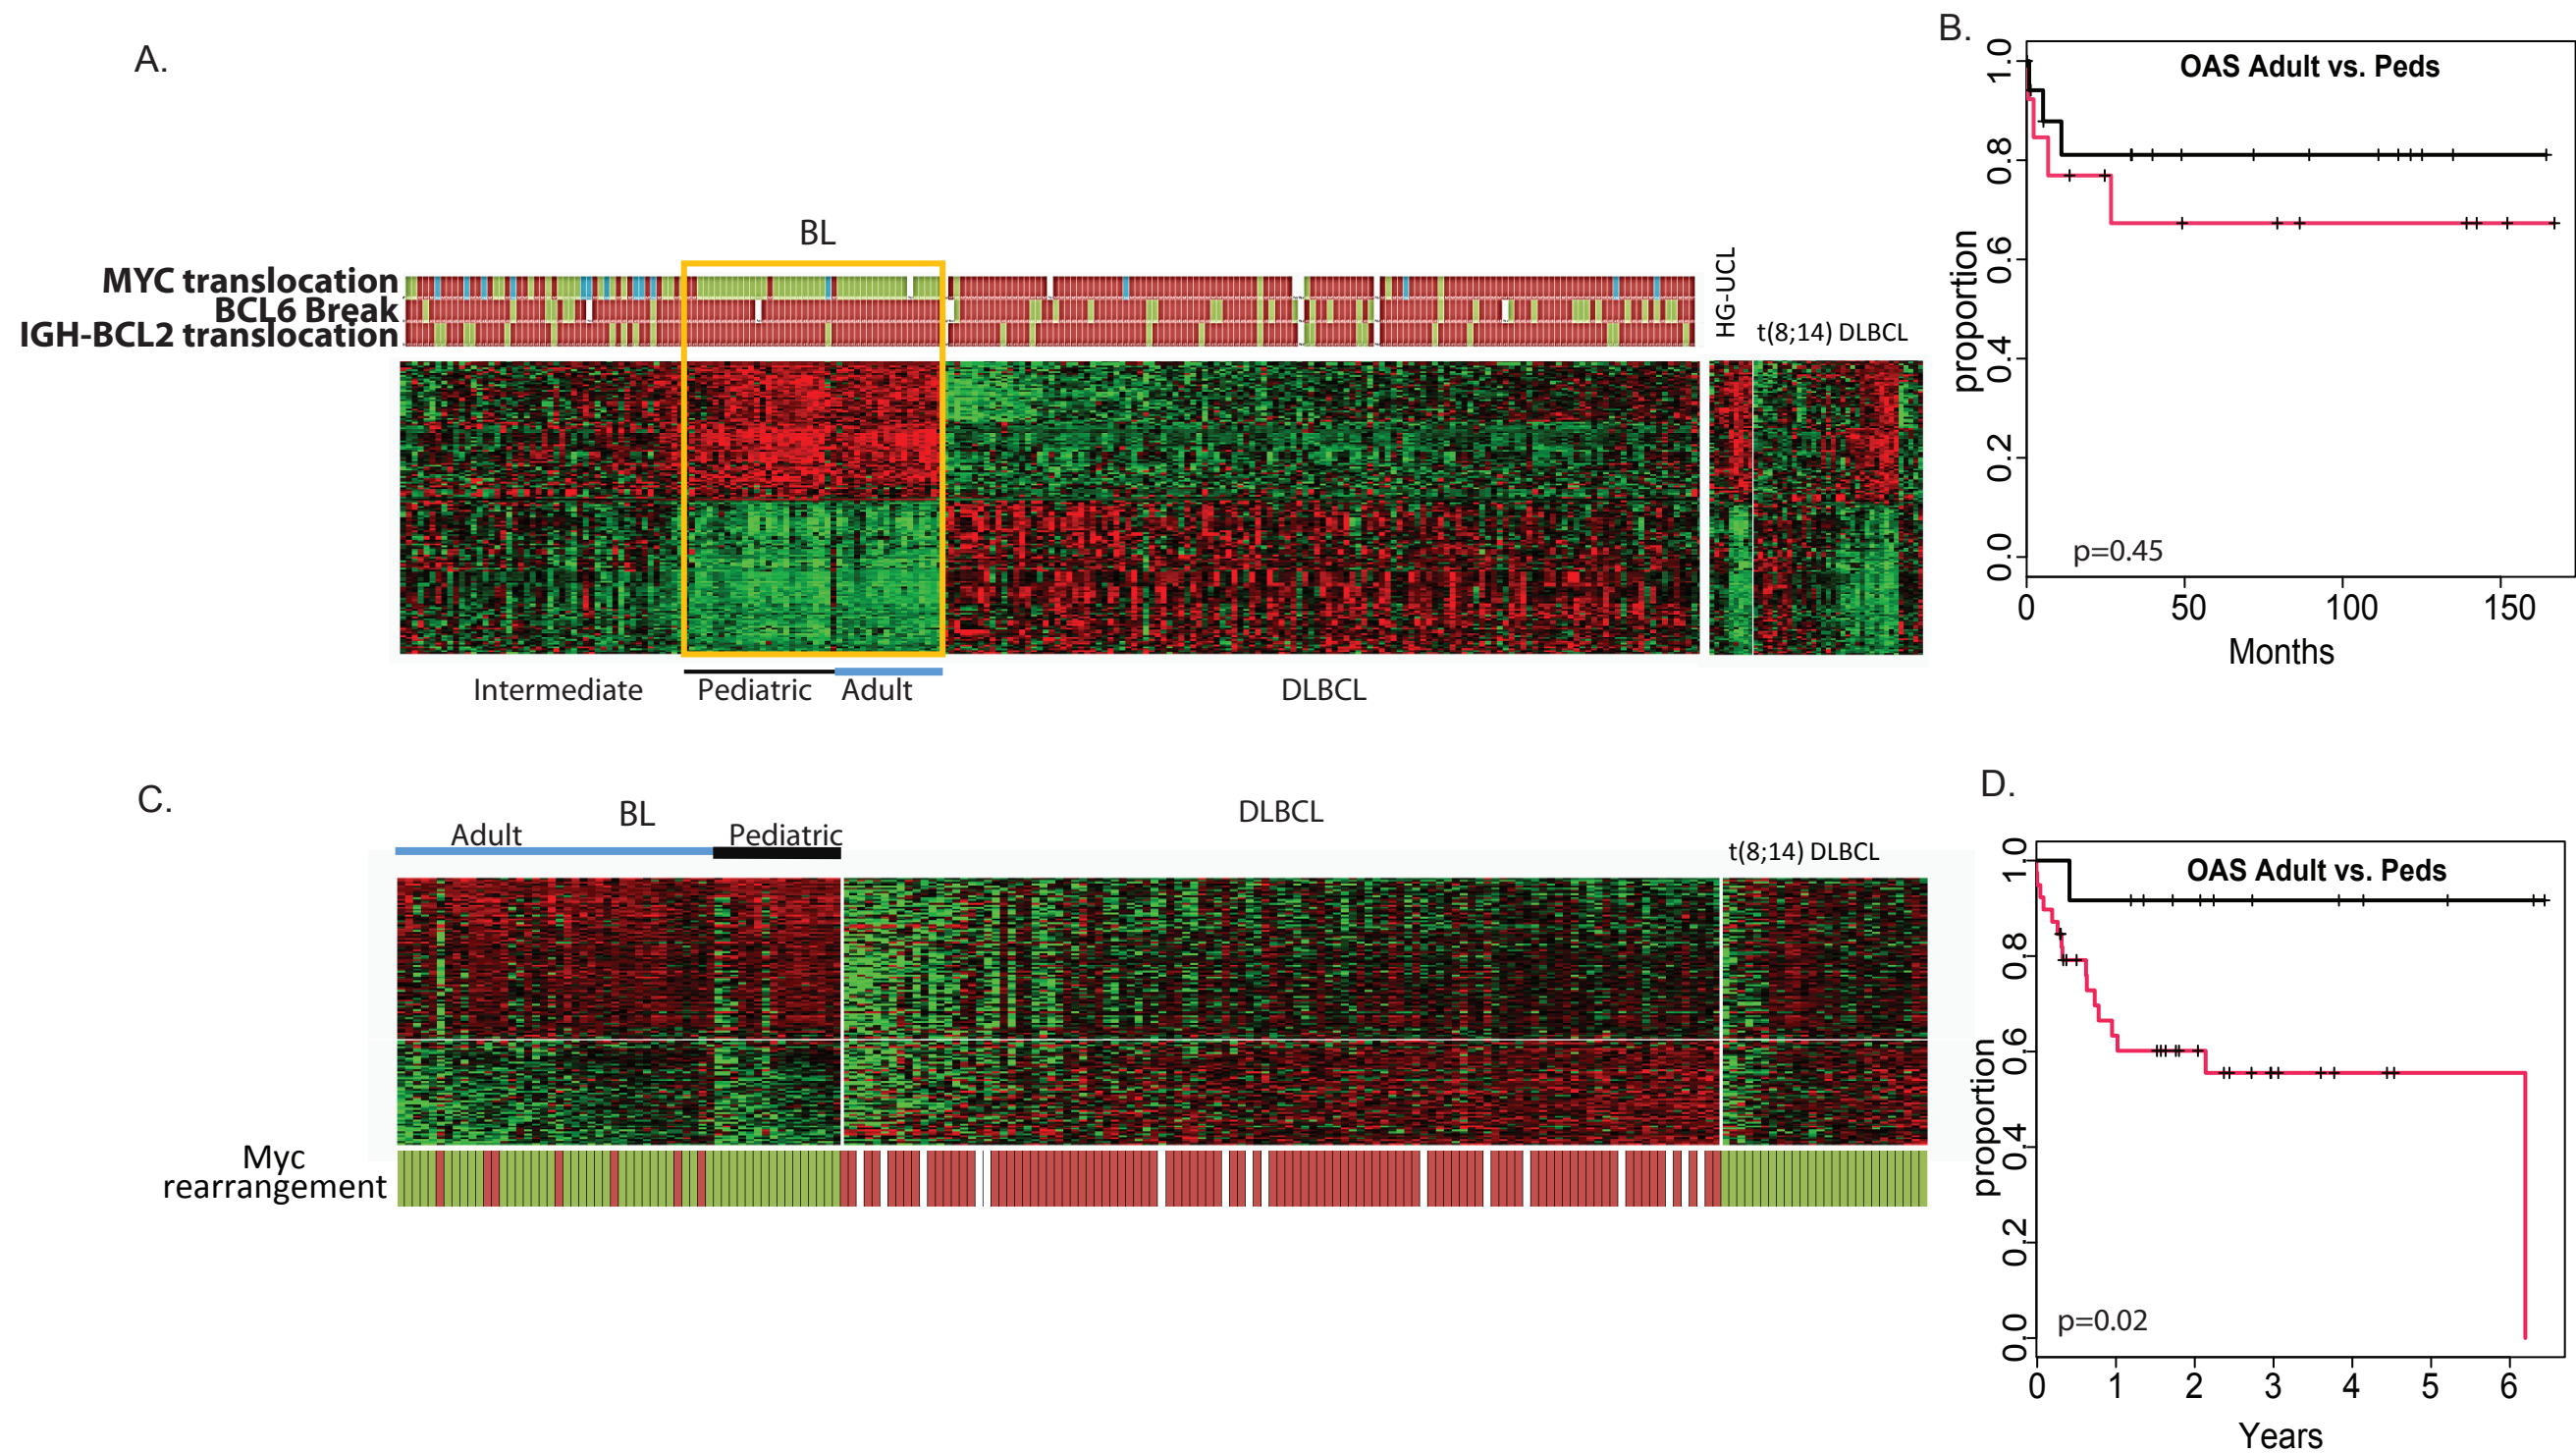 A.
BL
MYC translocation
BCL6 Break
IGH-BCL2 translocation
HG-UCL
t(8;14) DLBCL
Intermediate
Pediatric
Adult
DLBCL
B.
OAS Adult vs. Peds
proportion
1.0
0.8
0.6
0.4
0.2
0.0
p=0.45
0 50 100 150
Months
C.
BL
Adult
Pediatric
DLBCL
t(8;14) DLBCL
Myc
rearrangement
D.
OAS Adult vs. Peds
proportion
1.0
0.8
0.6
0.4
0.2
0.0
p=0.02
0 1 2 3 4 5 6
Years